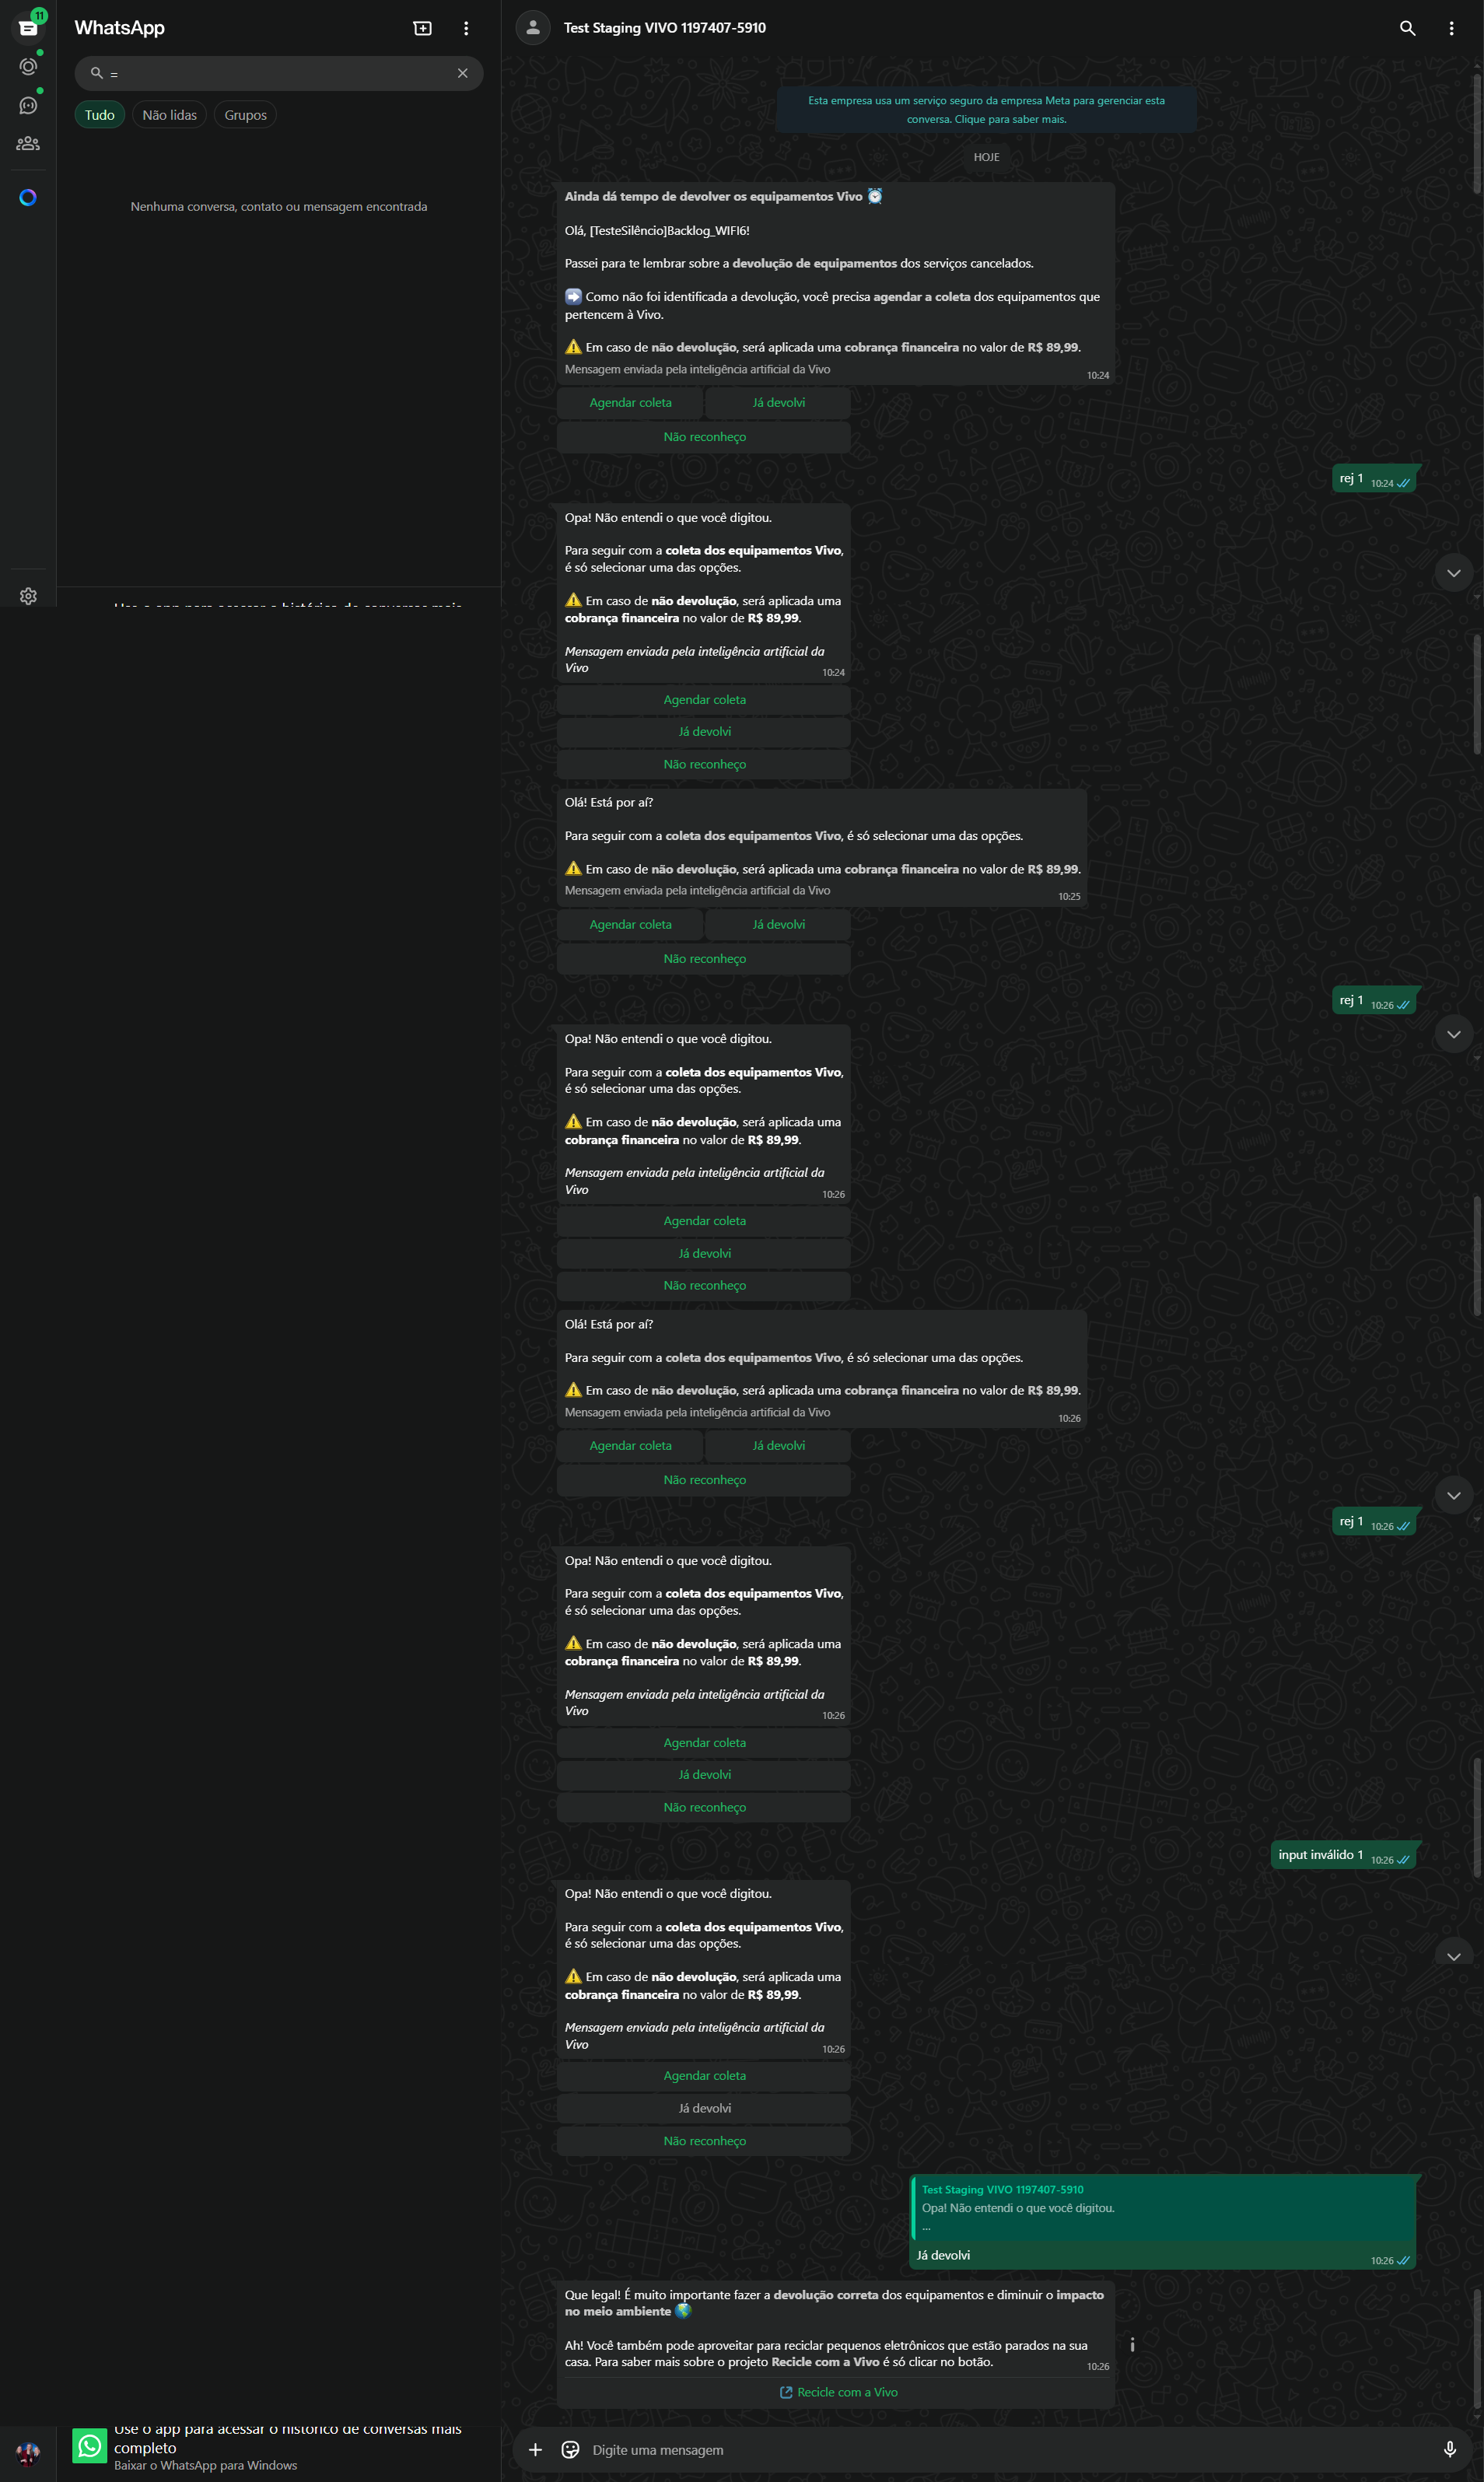 11
WhatsApp
=
Tudo
Não lidas
Grupos
Nenhuma conversa, contato ou mensagem encontrada
Test Staging VIVO 1197407-5910
Esta empresa usa um serviço seguro da empresa Meta para gerenciar esta
conversa. Clique para saber mais.
HOJE
Ainda dá tempo de devolver os equipamentos Vivo ⏰
Olá, [TesteSilêncio]Backlog_WIFI6!
Passei para te lembrar sobre a devolução de equipamentos dos serviços cancelados.
➡️ Como não foi identificada a devolução, você precisa agendar a coleta dos equipamentos que
pertencem à Vivo.
⚠️ Em caso de não devolução, será aplicada uma cobrança financeira no valor de R$ 89,99.
Mensagem enviada pela inteligência artificial da Vivo
10:24
Agendar coleta
Já devolvi
Não reconheço
rej 1 10:24
Opa! Não entendi o que você digitou.
Para seguir com a coleta dos equipamentos Vivo,
é só selecionar uma das opções.
⚠️ Em caso de não devolução, será aplicada uma
cobrança financeira no valor de R$ 89,99.
Mensagem enviada pela inteligência artificial da
Vivo
10:24
Agendar coleta
Já devolvi
Não reconheço
Olá! Está por aí?
Para seguir com a coleta dos equipamentos Vivo, é só selecionar uma das opções.
⚠️ Em caso de não devolução, será aplicada uma cobrança financeira no valor de R$ 89,99.
Mensagem enviada pela inteligência artificial da Vivo
10:25
Agendar coleta
Já devolvi
Não reconheço
rej 1 10:26
Opa! Não entendi o que você digitou.
Para seguir com a coleta dos equipamentos Vivo,
é só selecionar uma das opções.
⚠️ Em caso de não devolução, será aplicada uma
cobrança financeira no valor de R$ 89,99.
Mensagem enviada pela inteligência artificial da
Vivo
10:26
Agendar coleta
Já devolvi
Não reconheço
Olá! Está por aí?
Para seguir com a coleta dos equipamentos Vivo, é só selecionar uma das opções.
⚠️ Em caso de não devolução, será aplicada uma cobrança financeira no valor de R$ 89,99.
Mensagem enviada pela inteligência artificial da Vivo
10:26
Agendar coleta
Já devolvi
Não reconheço
rej 1 10:26
Opa! Não entendi o que você digitou.
Para seguir com a coleta dos equipamentos Vivo,
é só selecionar uma das opções.
⚠️ Em caso de não devolução, será aplicada uma
cobrança financeira no valor de R$ 89,99.
Mensagem enviada pela inteligência artificial da
Vivo
10:26
Agendar coleta
Já devolvi
Não reconheço
input inválido 1 10:26
Opa! Não entendi o que você digitou.
Para seguir com a coleta dos equipamentos Vivo,
é só selecionar uma das opções.
⚠️ Em caso de não devolução, será aplicada uma
cobrança financeira no valor de R$ 89,99.
Mensagem enviada pela inteligência artificial da
Vivo
10:26
Agendar coleta
Já devolvi
Não reconheço
Test Staging VIVO 1197407-5910
Opa! Não entendi o que você digitou.
...
Já devolvi
10:26
Que legal! É muito importante fazer a devolução correta dos equipamentos e diminuir o impacto
no meio ambiente 🌎
Ah! Você também pode aproveitar para reciclar pequenos eletrônicos que estão parados na sua
casa. Para saber mais sobre o projeto Recicle com a Vivo é só clicar no botão.
10:26
Recicle com a Vivo
Use o app para acessar o histórico de conversas mais
completo
Baixar o WhatsApp para Windows
Digite uma mensagem